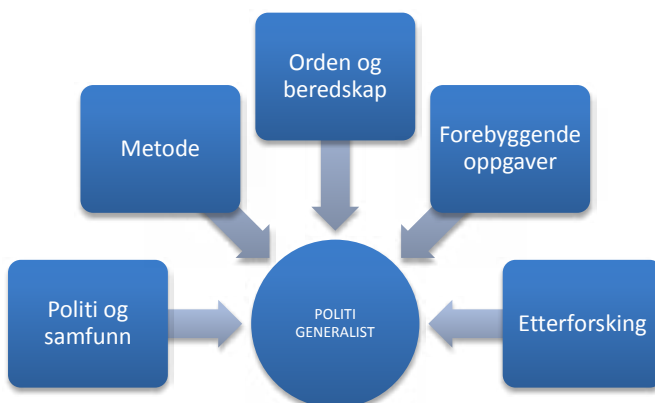 Orden og
beredskap
Metode
Forebyggende
oppgaver
Politi og
samfunn
POLITI
GENERALIST
Etterforsking